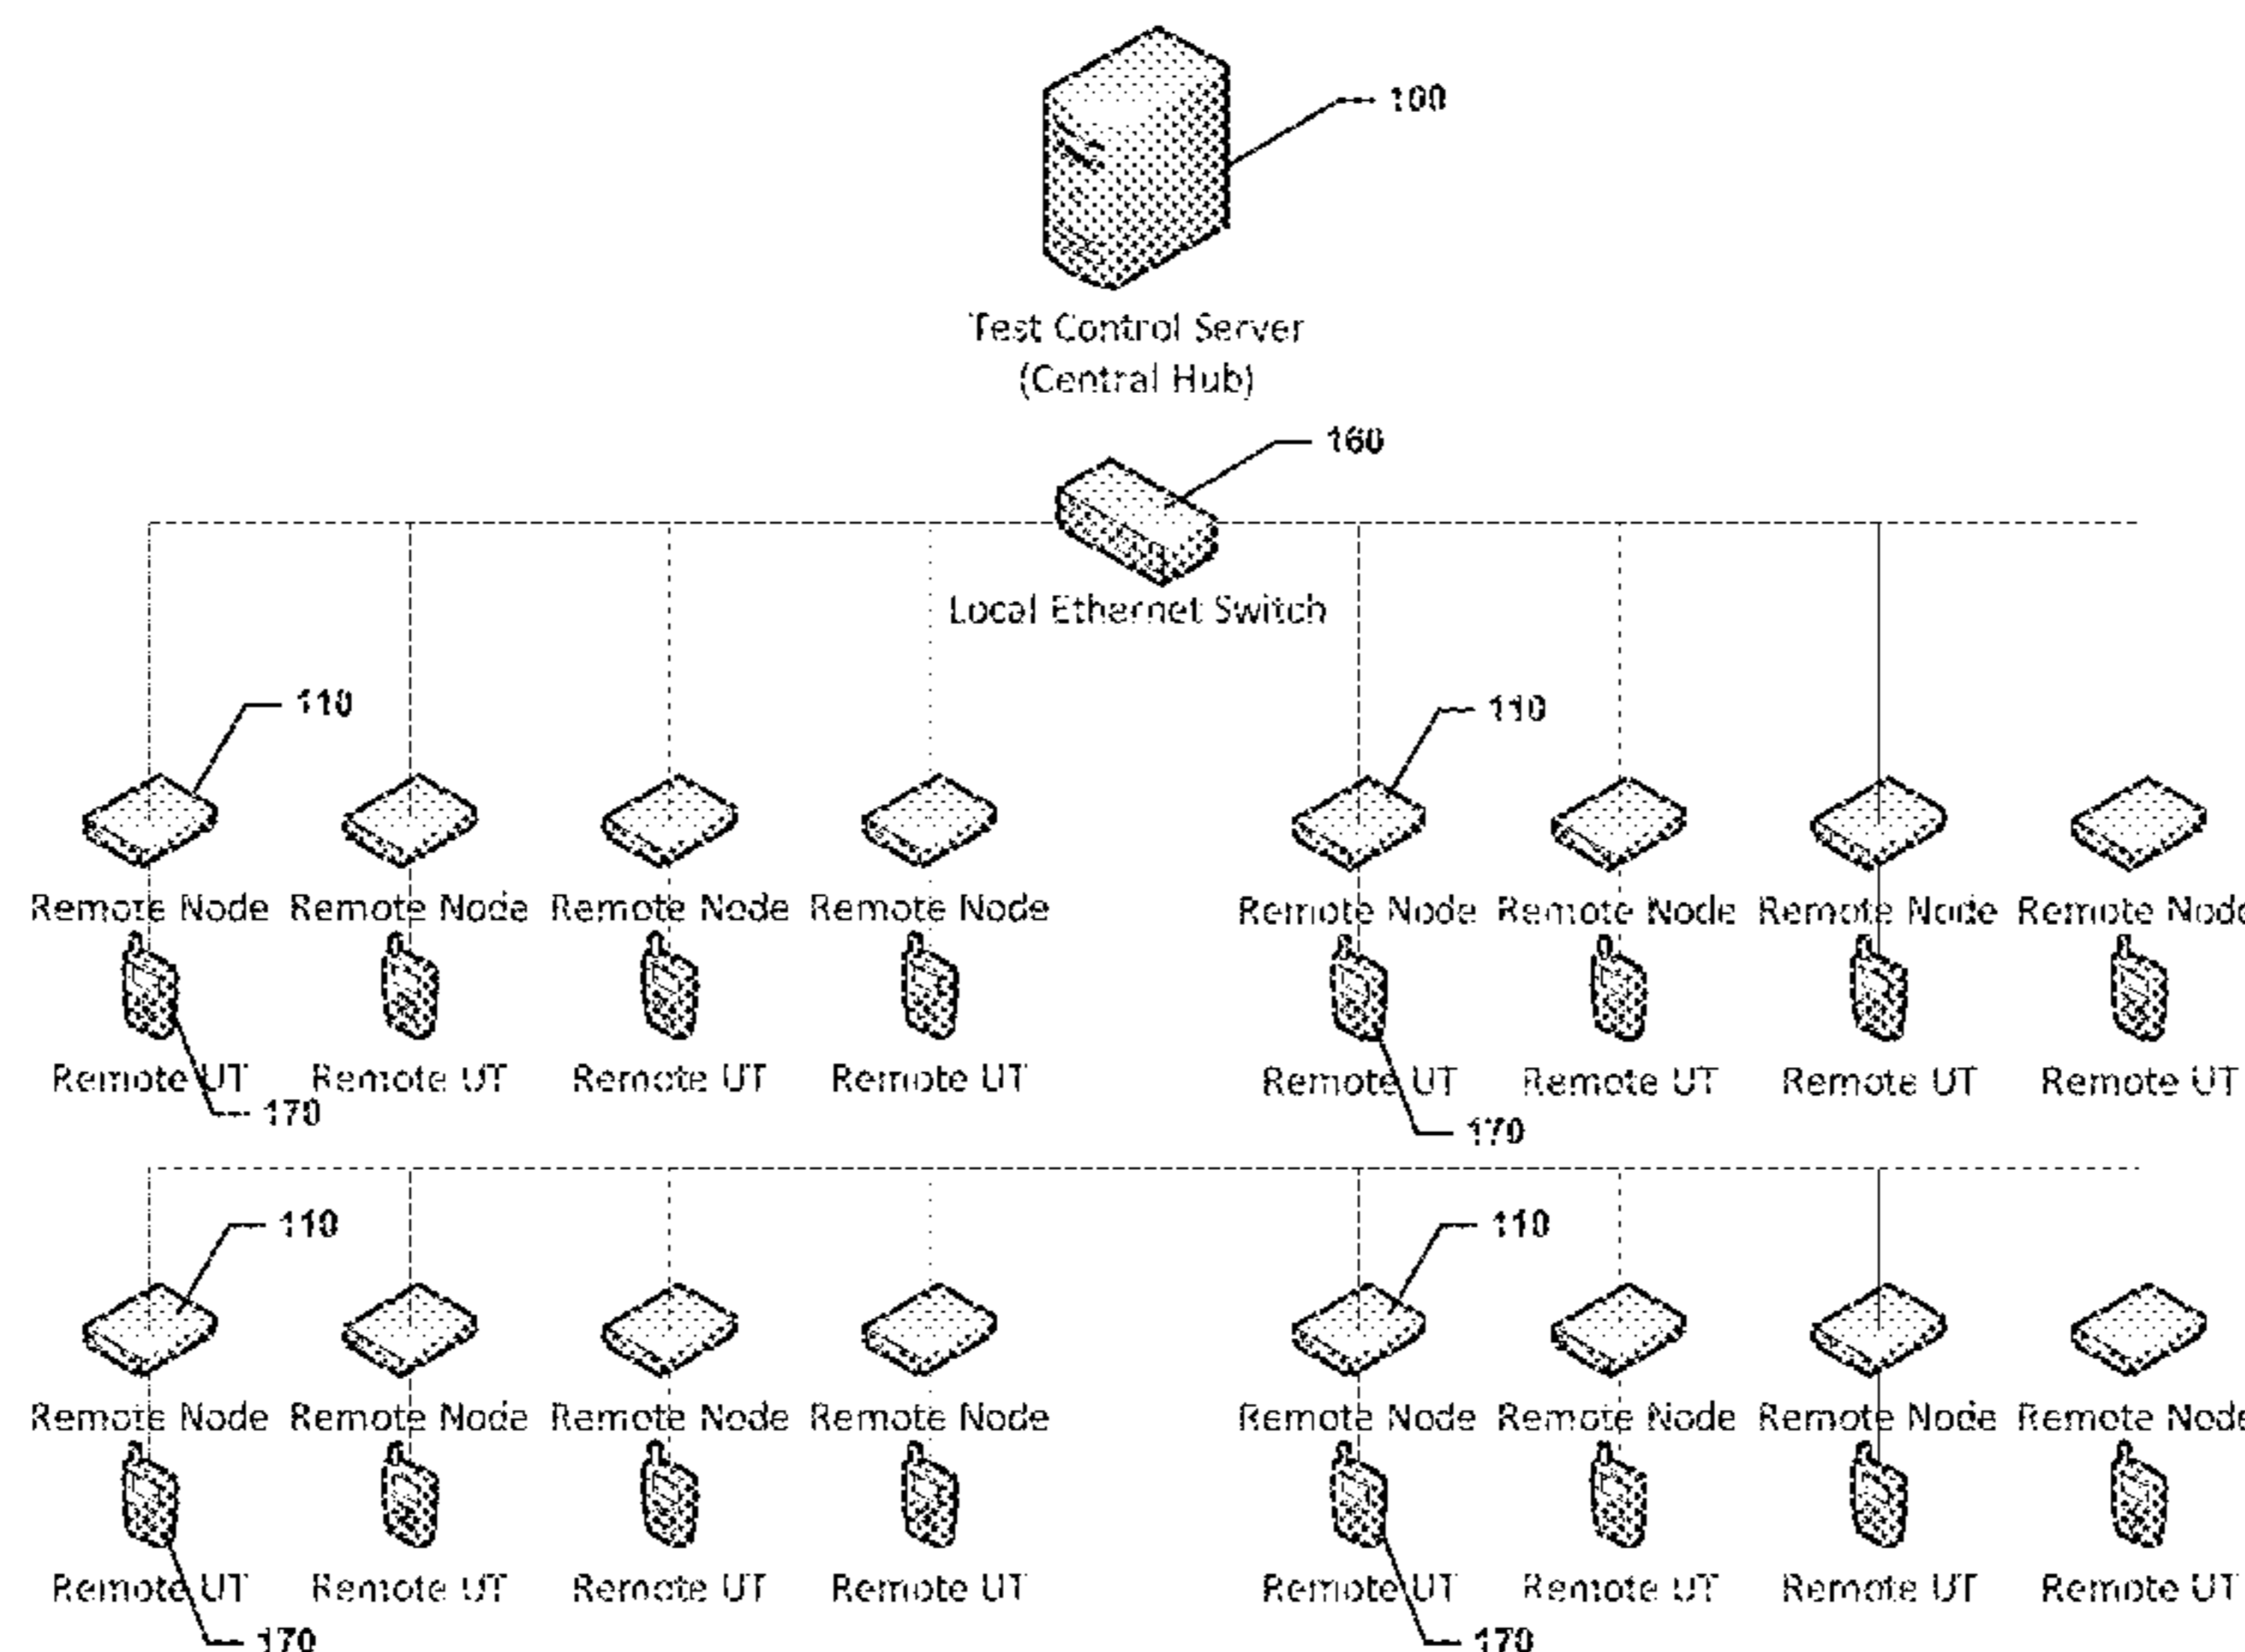 100
Test Control Server
(Central Hub)
160
Local Ethernet Switch
110
110
Remote Node Remote Node Remote Node Remote Node Remote Node Remote Node Remote Node Remote Node
Remote UT Remote UT Remote UT Remote UT Remote UT Remote UT Remote UT Remote UT
170
170
110
110
Remote Node Remote Node Remote Node Remote Node Remote Node Remote Node Remote Node Remote Node
Remote UT Remote UT Remote UT Remote UT Remote UT Remote UT Remote UT Remote UT
170
170